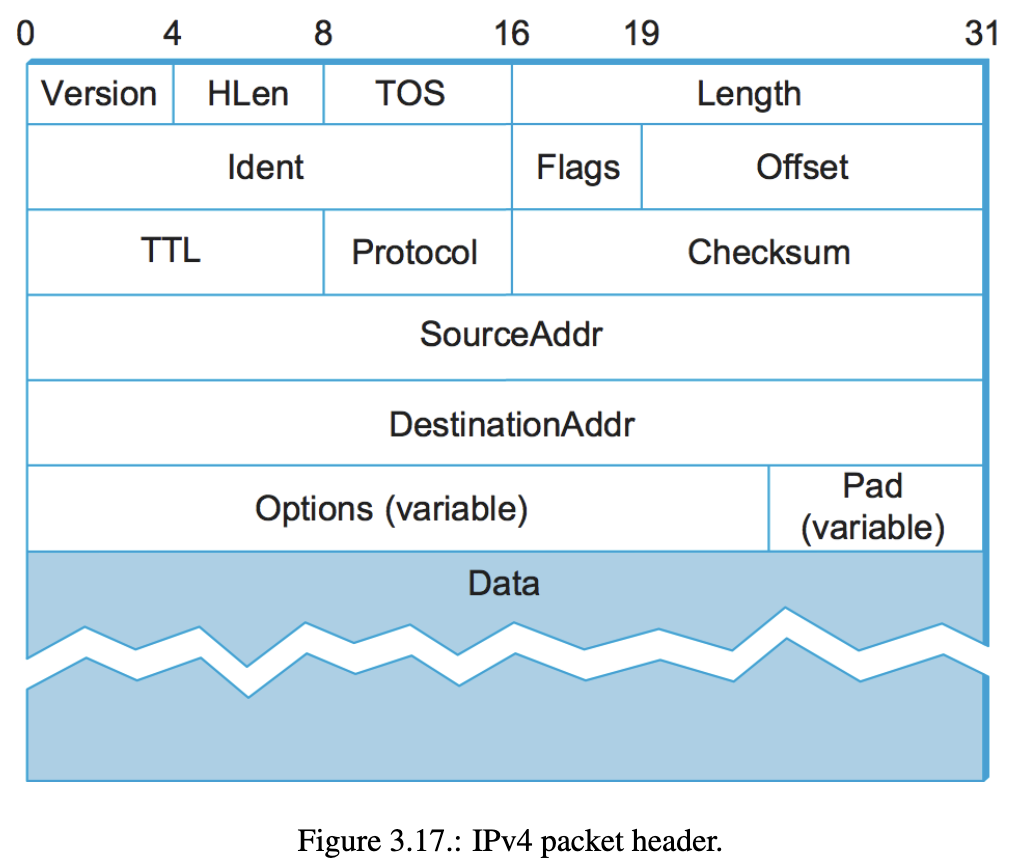 0 4 8 16 19 31
Version HLen TOS Length
Ident Flags Offset
TTL Protocol Checksum
SourceAddr
DestinationAddr
Options (variable) Pad
(variable)
Data
Figure 3.17.: IPv4 packet header.